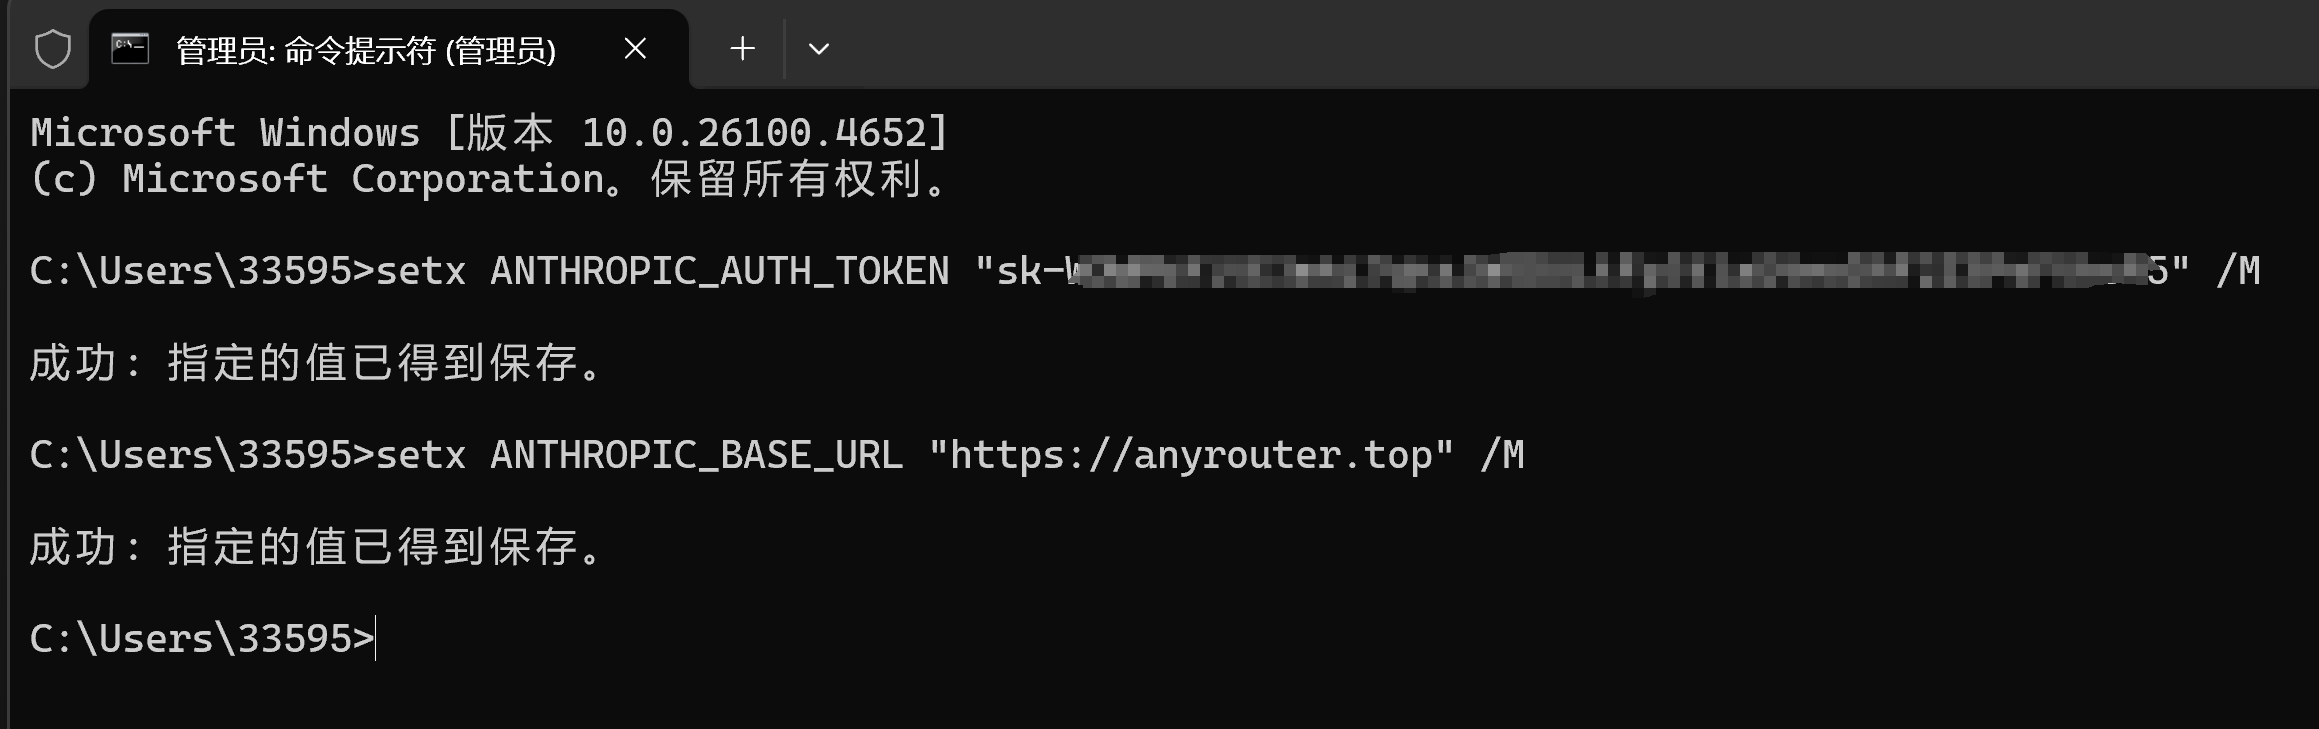 管理员: 命令提示符 (管理员)
Microsoft Windows [版本 10.0.26100.4652]
(c) Microsoft Corporation。保留所有权利。
C:\Users\33595>setx ANTHROPIC_AUTH_TOKEN "sk-W 5" /M
成功: 指定的值已得到保存。
C:\Users\33595>setx ANTHROPIC_BASE_URL "https://anyrouter.top" /M
成功: 指定的值已得到保存。
C:\Users\33595>